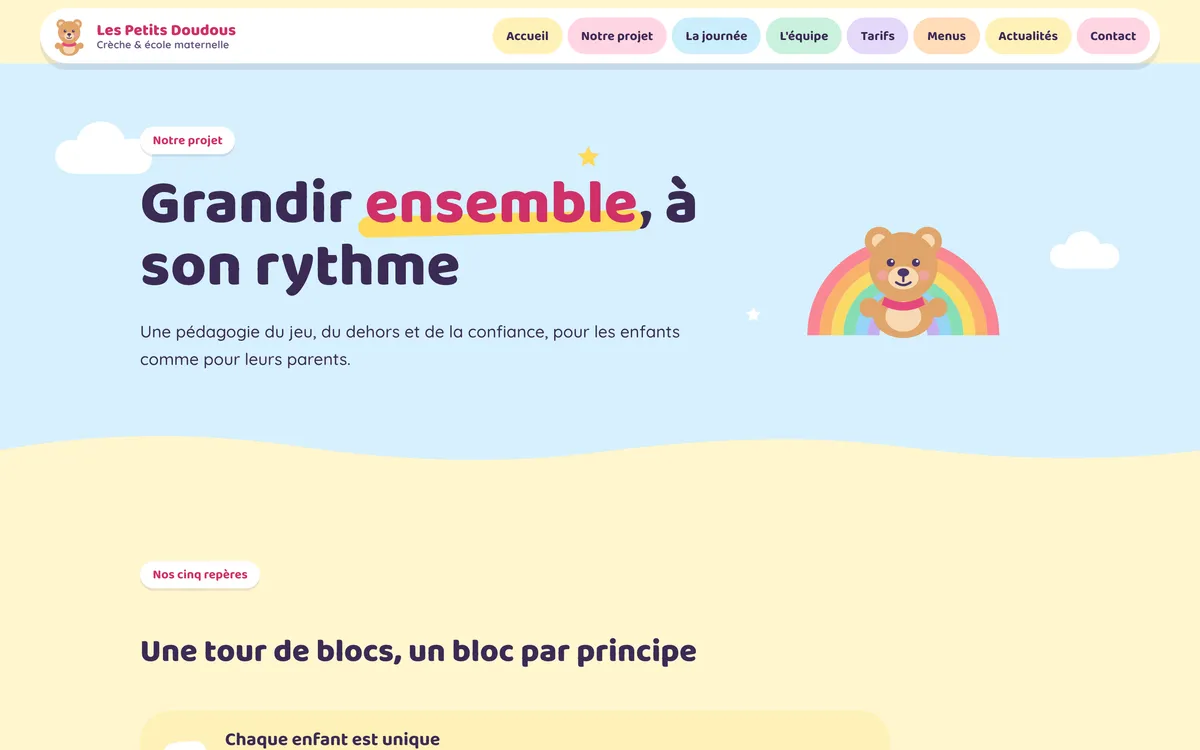 Les Petits Doudous
Crèche & école maternelle
Accueil
Notre projet
La journée
L'équipe
Tarifs
Menus
Actualités
Contact
Notre projet
Grandir ensemble, à
son rythme
Une pédagogie du jeu, du dehors et de la confiance, pour les enfants
comme pour leurs parents.
Nos cinq repères
Une tour de blocs, un bloc par principe
Chaque enfant est unique